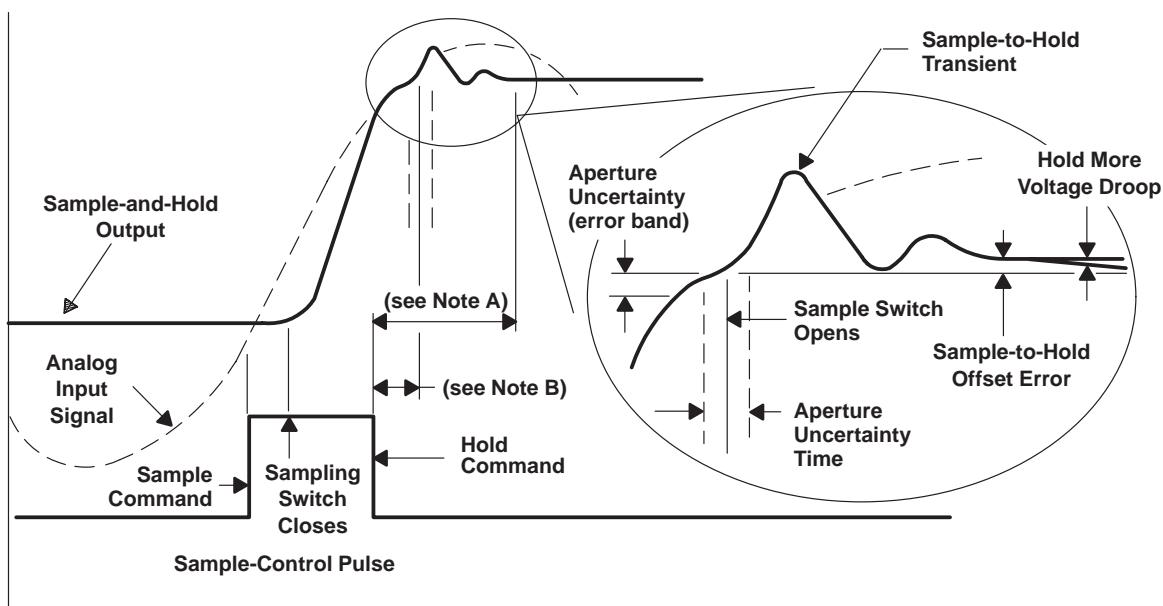 Sample-to-Hold
Transient
Aperture
Uncertainty
(error band)
Hold More
Voltage Droop
Sample-and-Hold
Output
(see Note A)
Sample Switch
Opens
Sample-to-Hold
Offset Error
Analog
Input
Signal
(see Note B)
Aperture
Uncertainty
Time
Hold
Command
Sample
Command
Sampling
Switch
Closes
Sample-Control Pulse